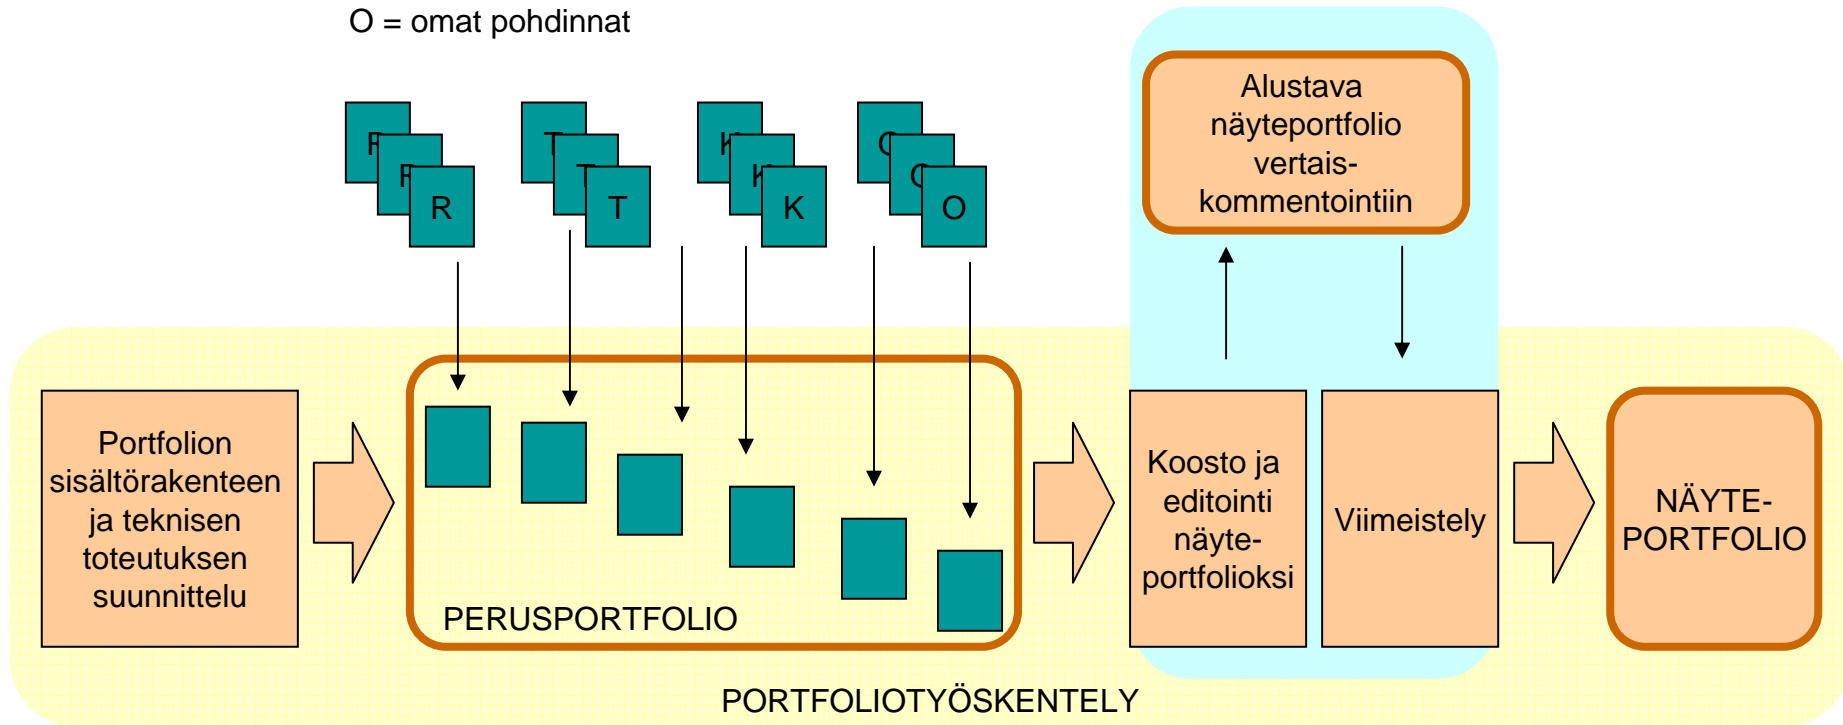 O = omat pohdinnat
R
R
R
T
T
T
K
K
K
O
O
O
Alustava
näyteportfolio
vertais-
kommentointiin
Portfolion
sisältörakenteen
ja teknisen
toteutuksen
suunnittelu
PERUSPORTFOLIO
Koosto ja
editointi
näyte-
portfolioksi
Viimeistely
NÄYTE-
PORTFOLIO
PORTFOLIOTYÖSKENTELY